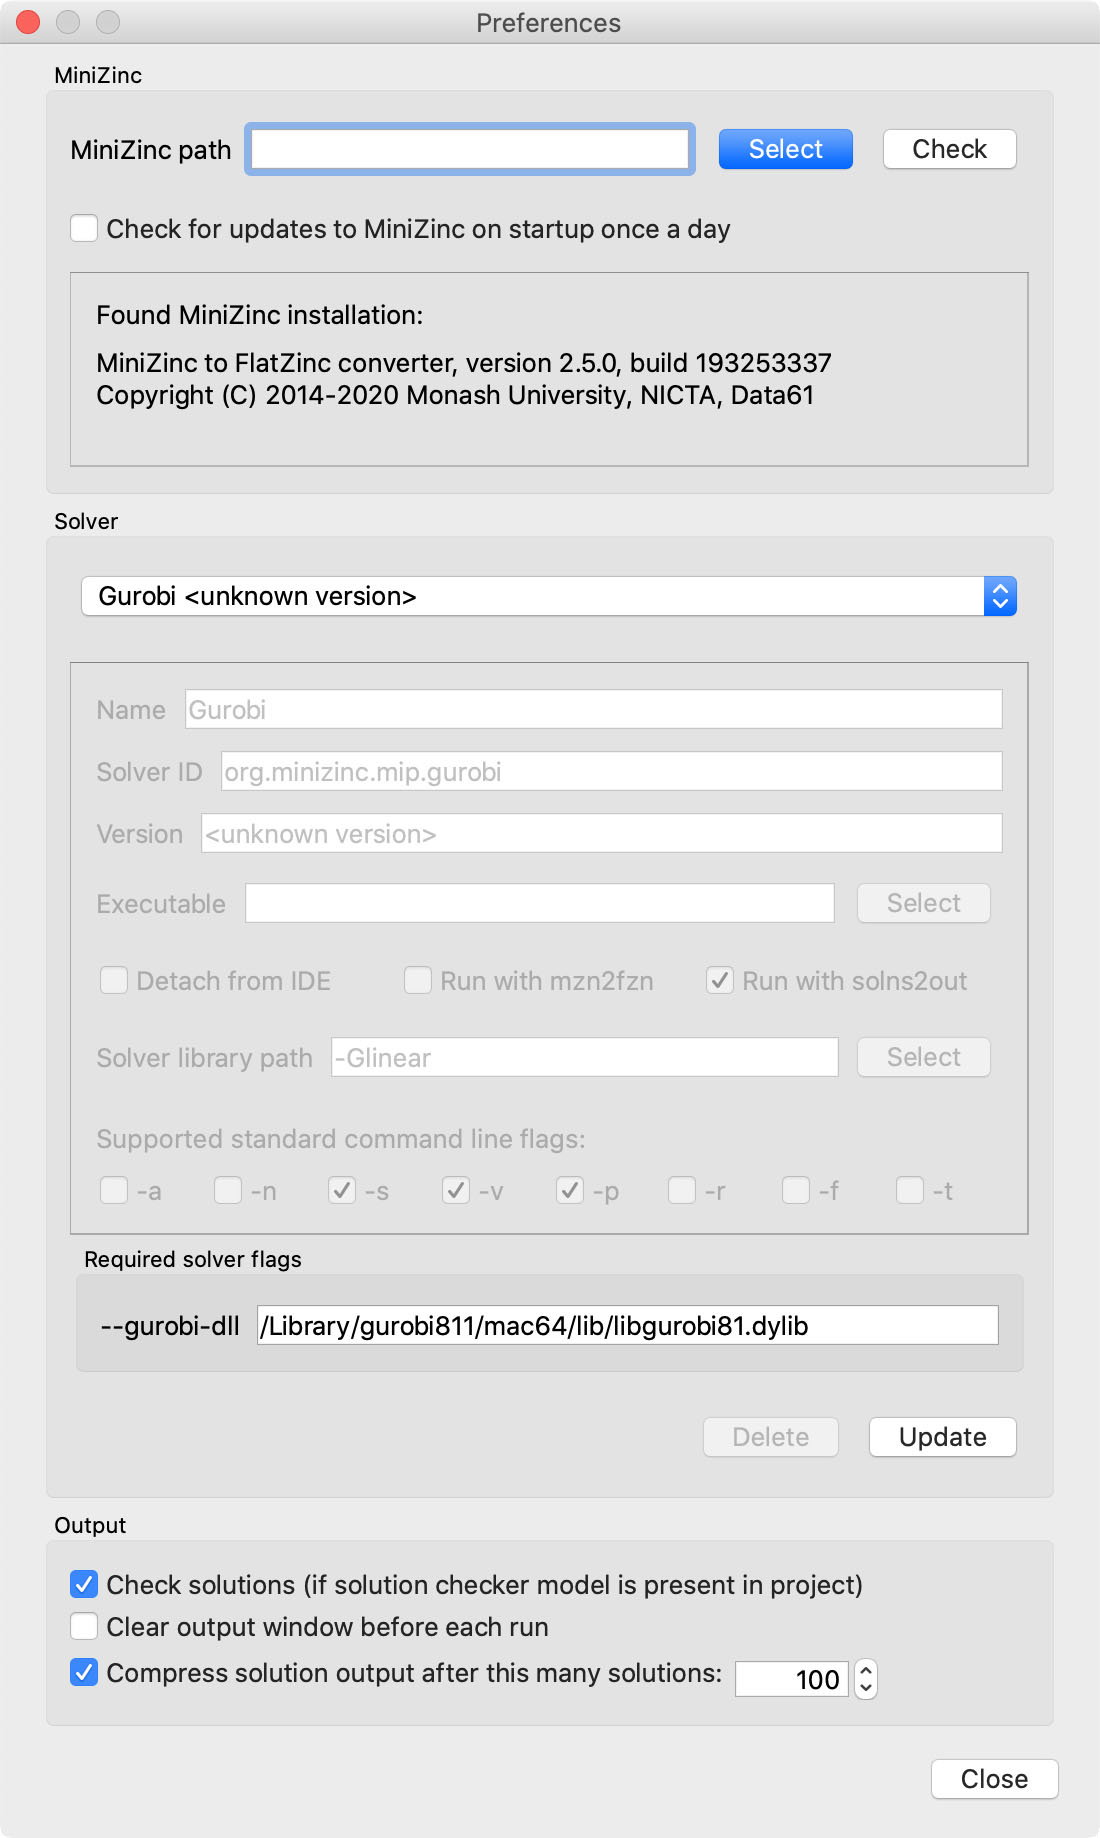 Preferences
MiniZinc
MiniZinc path Select Check
Check for updates to MiniZinc on startup once a day
Found MiniZinc installation:
MiniZinc to FlatZinc converter, version 2.5.0, build 193253337
Copyright (C) 2014-2020 Monash University, NICTA, Data61
Solver
Gurobi <unknown version>
Name Gurobi
Solver ID org.minizinc.mip.gurobi
Version <unknown version>
Executable Select
Detach from IDE Run with mzn2fzn Run with solns2out
Solver library path -Glinear Select
Supported standard command line flags:
-a -n -s -v -p -r -f -t
Required solver flags
--gurobi-dll /Library/gurobi811/mac64/lib/libgurobi81.dylib
Delete Update
Output
Check solutions (if solution checker model is present in project)
Clear output window before each run
Compress solution output after this many solutions: 100
Close